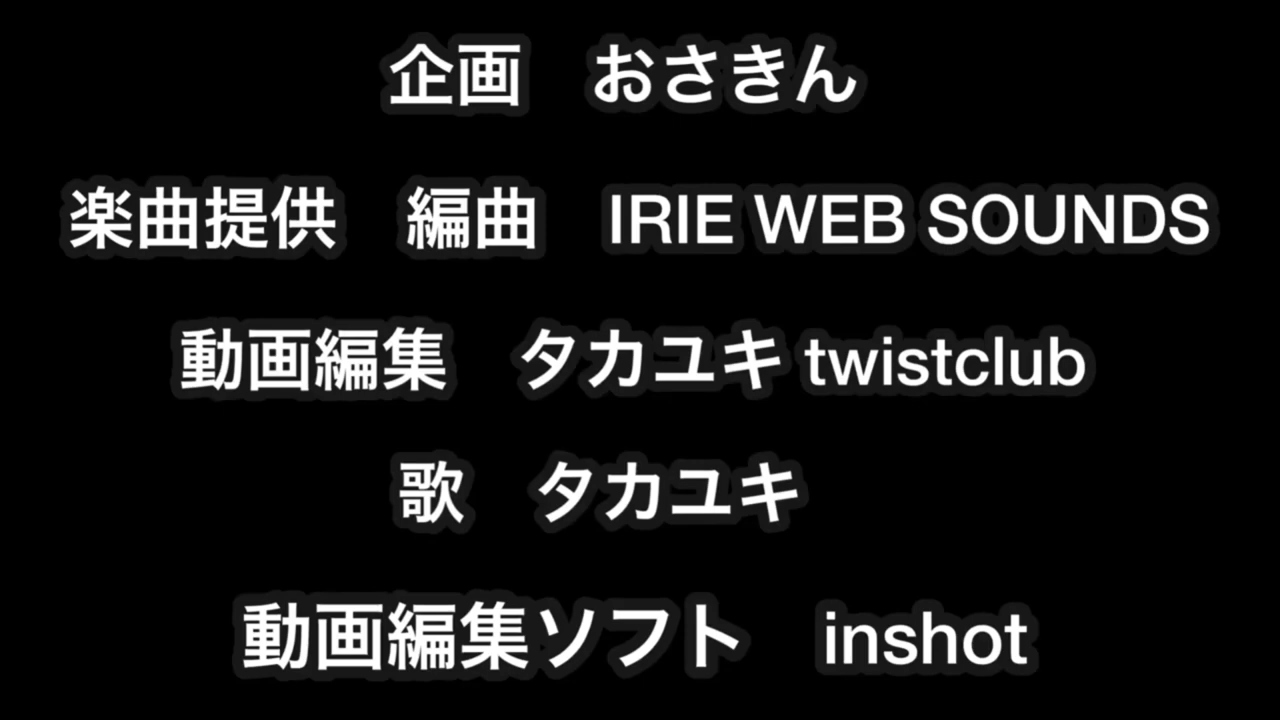 企画　おさきん
楽曲提供　編曲　IRIE WEB SOUNDS
動画編集　タカユキ twistclub
歌　タカユキ
動画編集ソフト　inshot